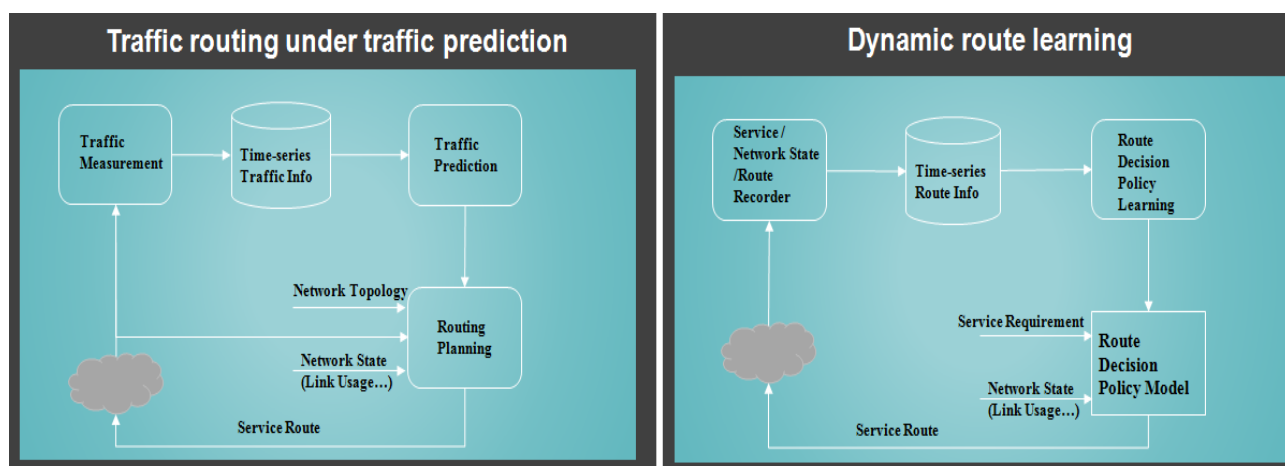 Traffic routing under traffic prediction
Traffic
Measurement
Time-series
Traffic Info
Traffic
Prediction
Network Topology
Routing
Planning
Network State
(Link Usage...)
Service Route
Dynamic route learning
Service /
Network State
/Route
Recorder
Time-series
Route Info
Route
Decision
Policy
Learning
Service Requirement
Route
Decision
Policy Model
Network State
(Link Usage...)
Service Route